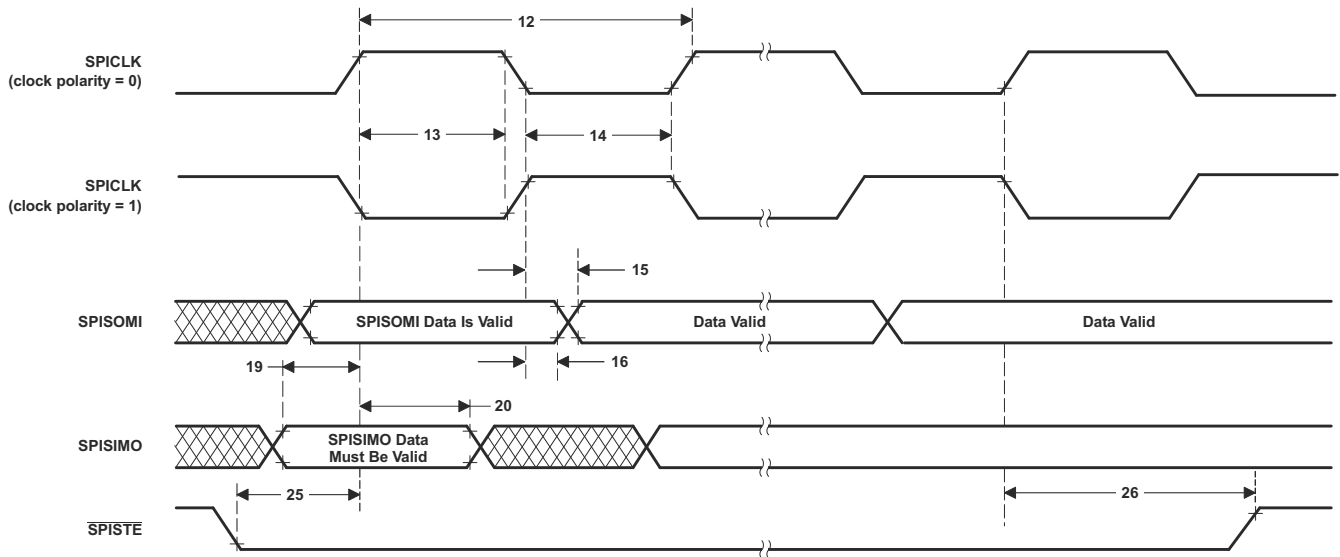 12
SPICLK
(clock polarity = 0)
13
14
SPICLK
(clock polarity = 1)
15
SPISOMI
SPISOMI Data Is Valid
Data Valid
Data Valid
16
19
20
SPISIMO
SPISIMO Data
Must Be Valid
25
26
SPISTE